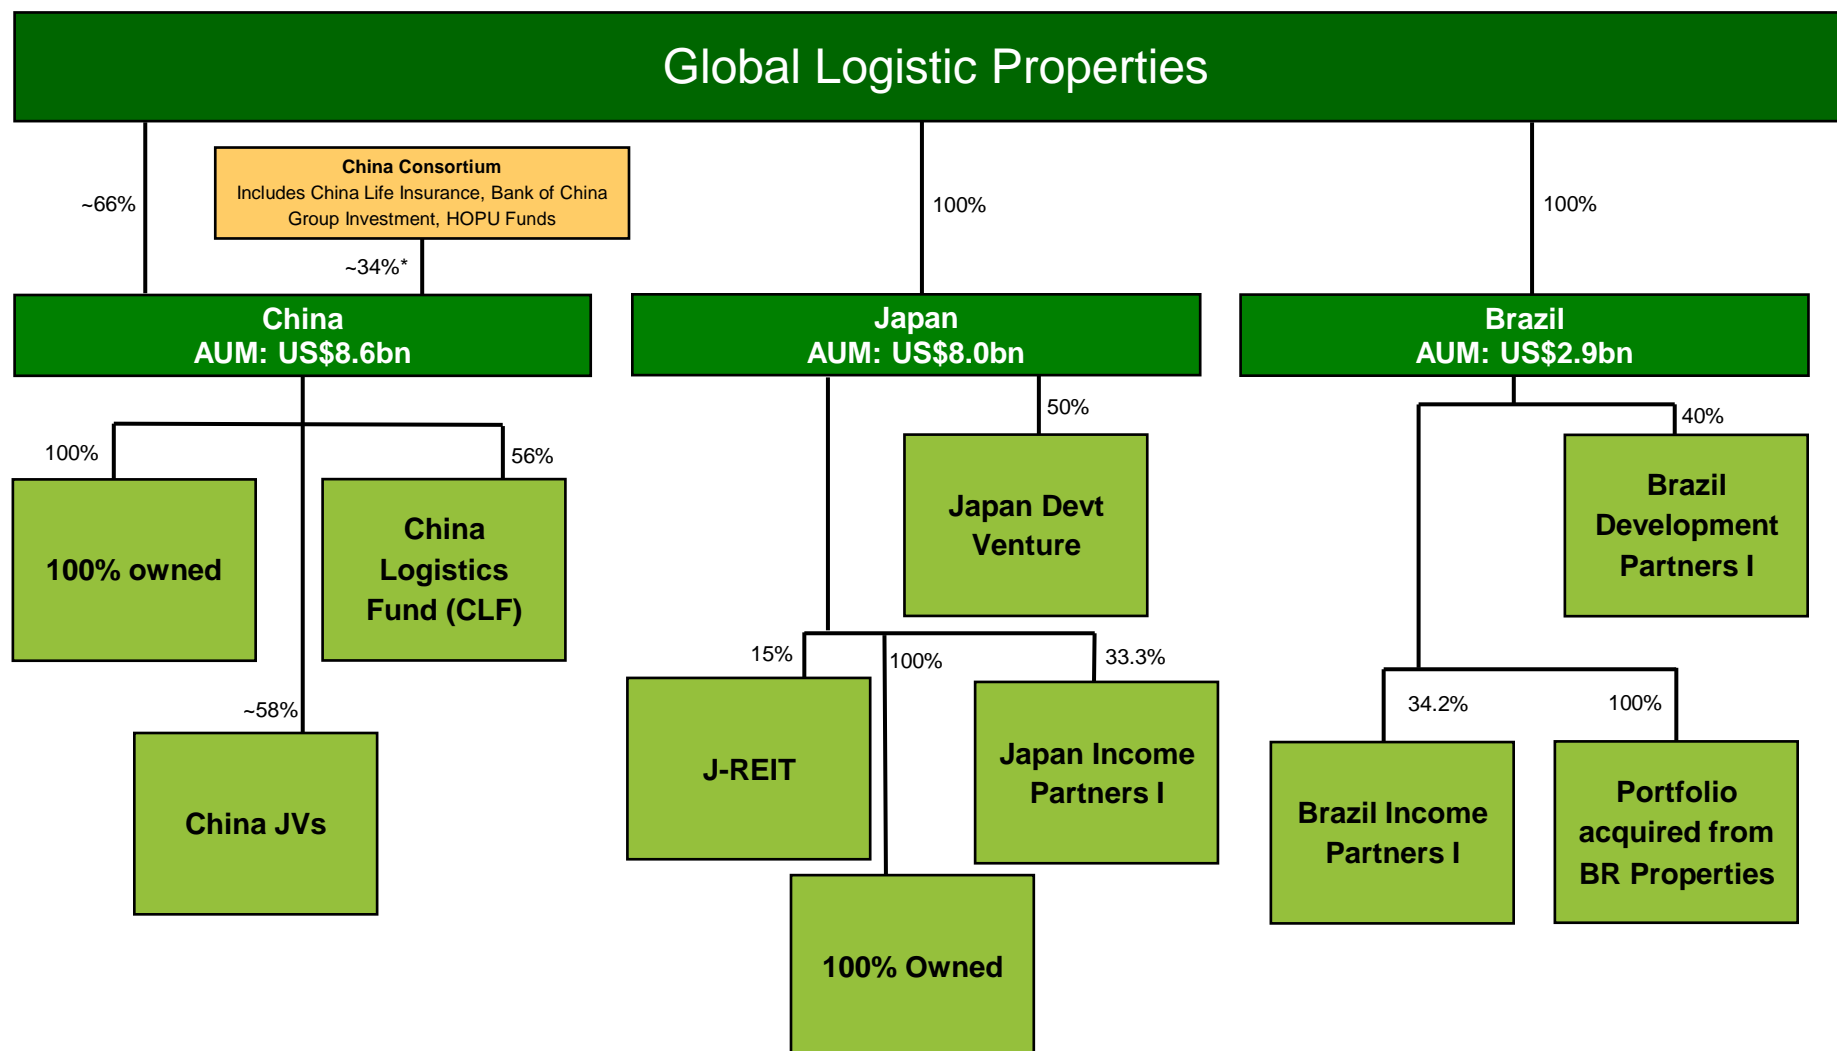 Global Logistic Properties
China Consortium
Includes China Life Insurance, Bank of China
Group Investment, HOPU Funds
~66%
100%
100%
~34%*
China
AUM: US$8.6bn
Japan
AUM: US$8.0bn
Brazil
AUM: US$2.9bn
100%
56%
100% owned
China
Logistics
Fund (CLF)
~58%
China JVs
50%
Japan Devt
Venture
15%
100%
33.3%
J-REIT
Japan Income
Partners I
100% Owned
40%
Brazil
Development
Partners I
34.2%
100%
Brazil Income
Partners I
Portfolio
acquired from
BR Properties